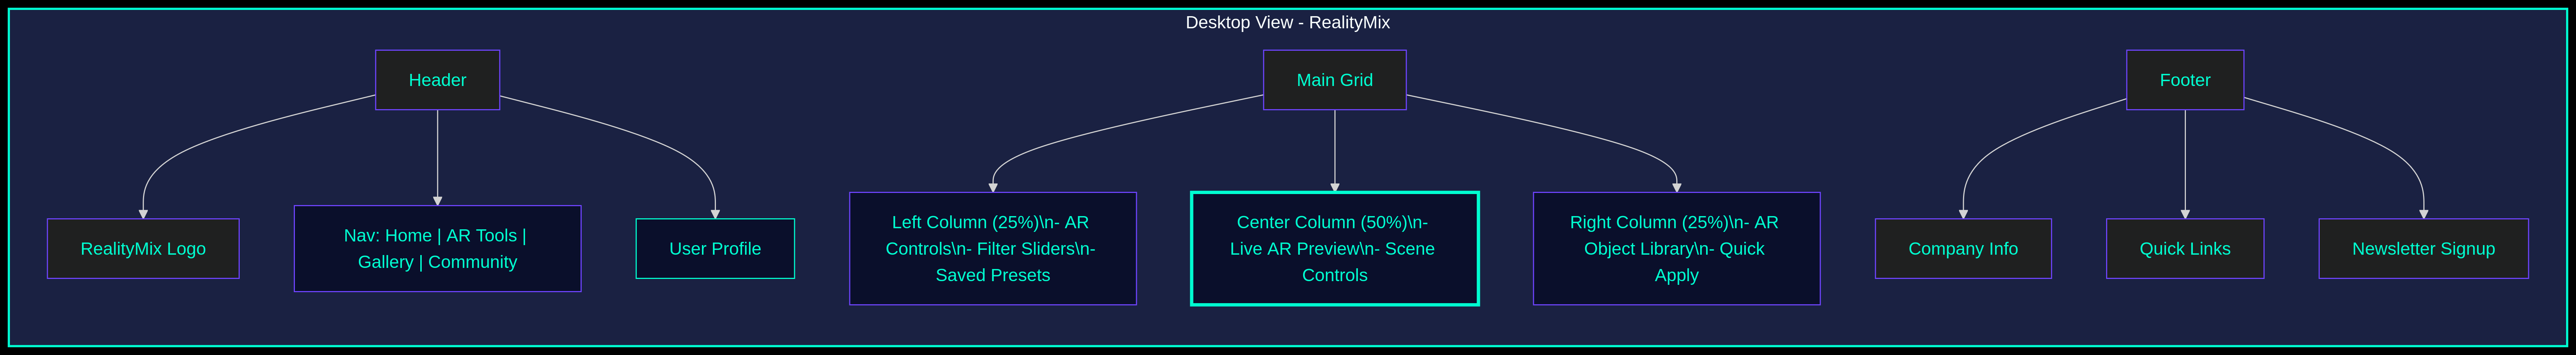 Desktop View - RealityMix
Header
Main Grid
Footer
RealityMix Logo
Nav: Home | AR Tools |
Gallery | Community
User Profile
Left Column (25%)\n- AR
Controls\n- Filter Sliders\n-
Saved Presets
Center Column (50%)\n-
Live AR Preview\n- Scene
Controls
Right Column (25%)\n- AR
Object Library\n- Quick
Apply
Company Info
Quick Links
Newsletter Signup